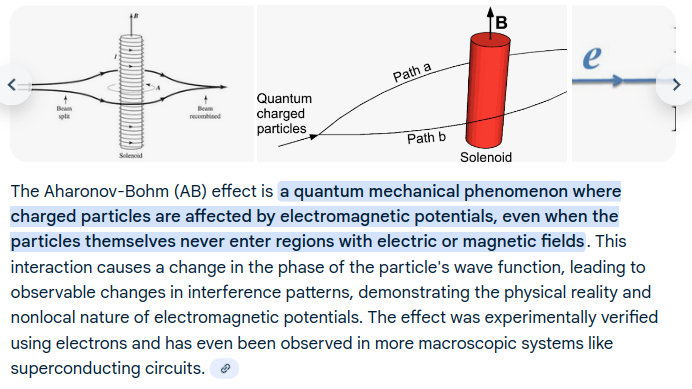 B
I
A
Beam
split
Beam
recombined
Solenoid
B
Path a
Quantum
charged
particles
Path b
Solenoid
e
The Aharonov-Bohm (AB) effect is a quantum mechanical phenomenon where
charged particles are affected by electromagnetic potentials, even when the
particles themselves never enter regions with electric or magnetic fields. This
interaction causes a change in the phase of the particle's wave function, leading to
observable changes in interference patterns, demonstrating the physical reality and
nonlocal nature of electromagnetic potentials. The effect was experimentally verified
using electrons and has even been observed in more macroscopic systems like
superconducting circuits.